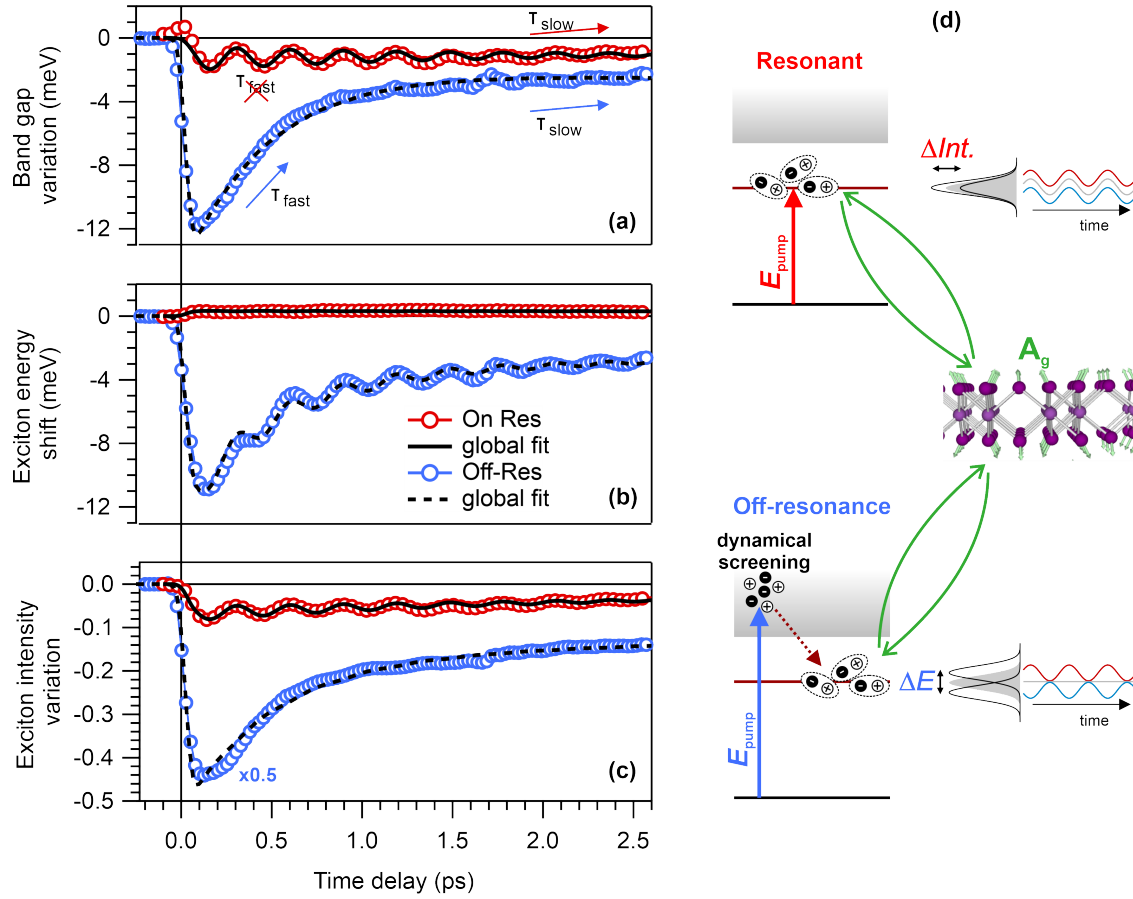 0
-4
-8
-12
Band gap
variation (meV)
τslow
τfast
τslow
τfast
(a)
0
-4
-8
-12
Exciton energy
shift (meV)
On Res
global fit
Off-Res
global fit
(b)
0.0
-0.1
-0.2
-0.3
-0.4
-0.5
Exciton intensity
variation
x0.5
(c)
0.0
0.5
1.0
1.5
2.0
2.5
Time delay (ps)
(d)
Resonant
Epump
ΔInt.
time
Ag
Off-resonance
dynamical
screening
Epump
ΔE
time